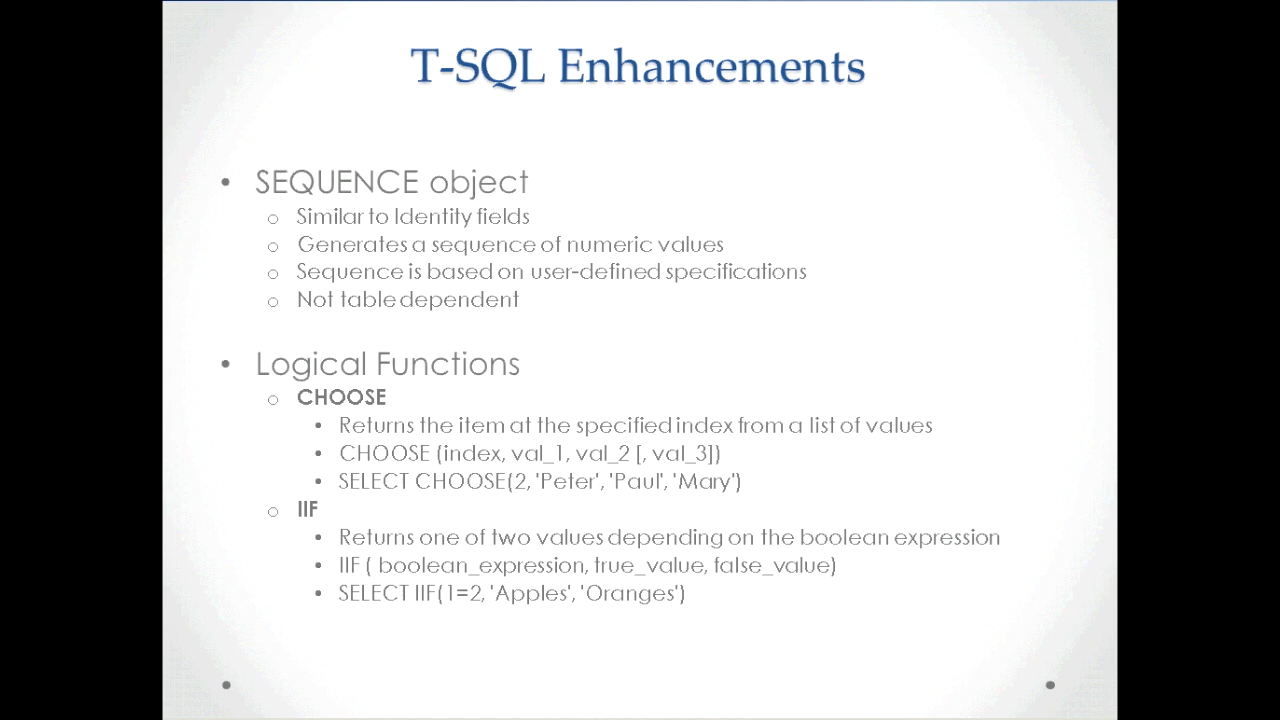 T-SQL Enhancements
• SEQUENCE object
o Similar to Identity fields
o Generates a sequence of numeric values
o Sequence is based on user-defined specifications
o Not table dependent
• Logical Functions
o CHOOSE
• Returns the item at the specified index from a list of values
• CHOOSE (index, val_1, val_2 [, val_3])
• SELECT CHOOSE(2, 'Peter', 'Paul', 'Mary')
o IIF
• Returns one of two values depending on the boolean expression
• IIF ( boolean_expression, true_value, false_value)
• SELECT IIF(1=2, 'Apples', 'Oranges')